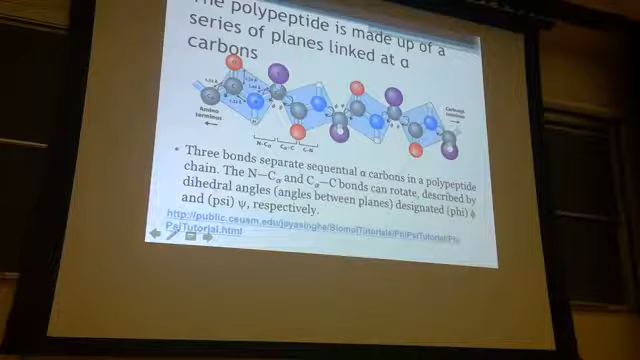 The polypeptide is made up of a
series of planes linked at α
carbons
Amino
terminus
Carboxyl
terminus
N-Cα Cα-C C-N
• Three bonds separate sequential α carbons in a polypeptide
chain. The N—Cα and Cα—C bonds can rotate, described by
dihedral angles (angles between planes) designated (phi) ϕ
and (psi) ψ, respectively.
http://public.csusm.edu/jayasinghe/BiomolTutorials/PhiPsiTutorial/Phi
PsiTutorial.html